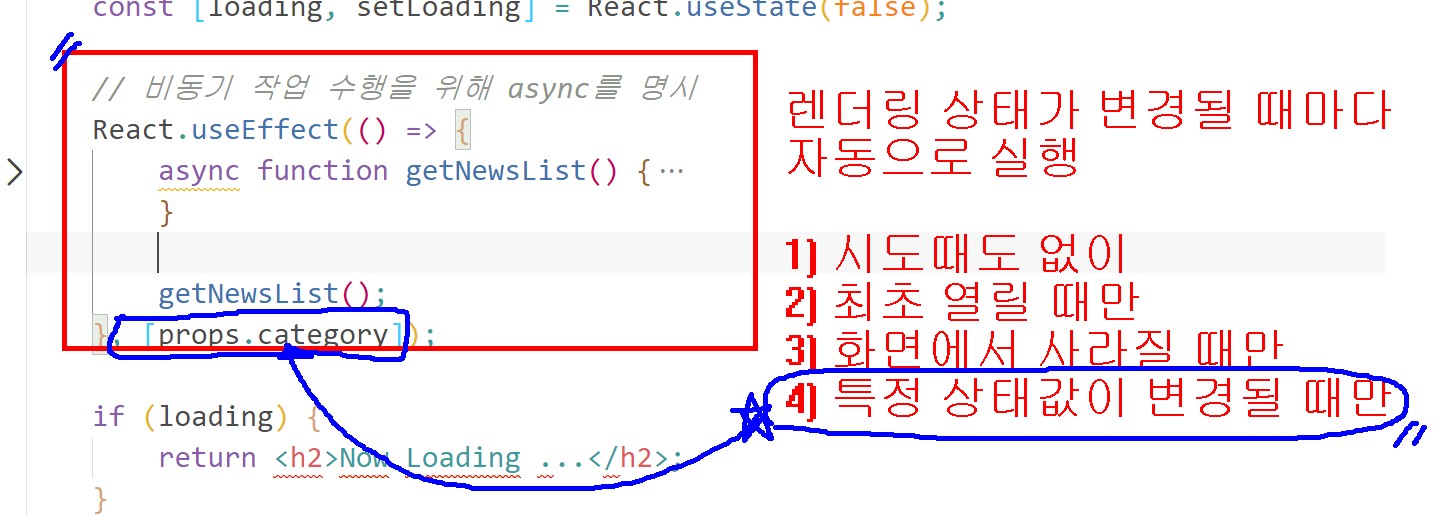 const [loading, setLoading] = React.useState(false);
// 비동기 작업 수행을 위해 async를 명시
React.useEffect(() => {
async function getNewsList() {…
}
getNewsList();
}, [props.category]);
if (loading) {
return <h2>Now Loading ...</h2>;
}
렌더링 상태가 변경될 때마다
자동으로 실행
1) 시도때도 없이
2) 최초 열릴 때만
3) 화면에서 사라질 때만
4) 특정 상태값이 변경될 때만